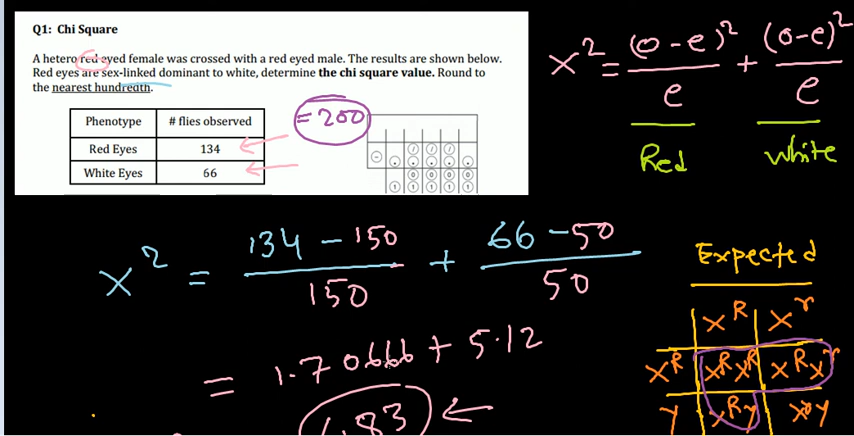 Q1: Chi Square
A hetero red eyed female was crossed with a red eyed male. The results are shown below.
Red eyes are sex-linked dominant to white, determine the chi square value. Round to
the nearest hundredth.
Phenotype # flies observed
Red Eyes 134
White Eyes 66
= 200
X² = (o-e)²/e + (o-e)²/e
Red White
X² = 134 - 150/150 + 66 - 50/50
= 1.70666 + 5.12
6.83
Expected
X^R X^r
X^R X^R X^R X^R X^r
Y X^R Y X^r Y